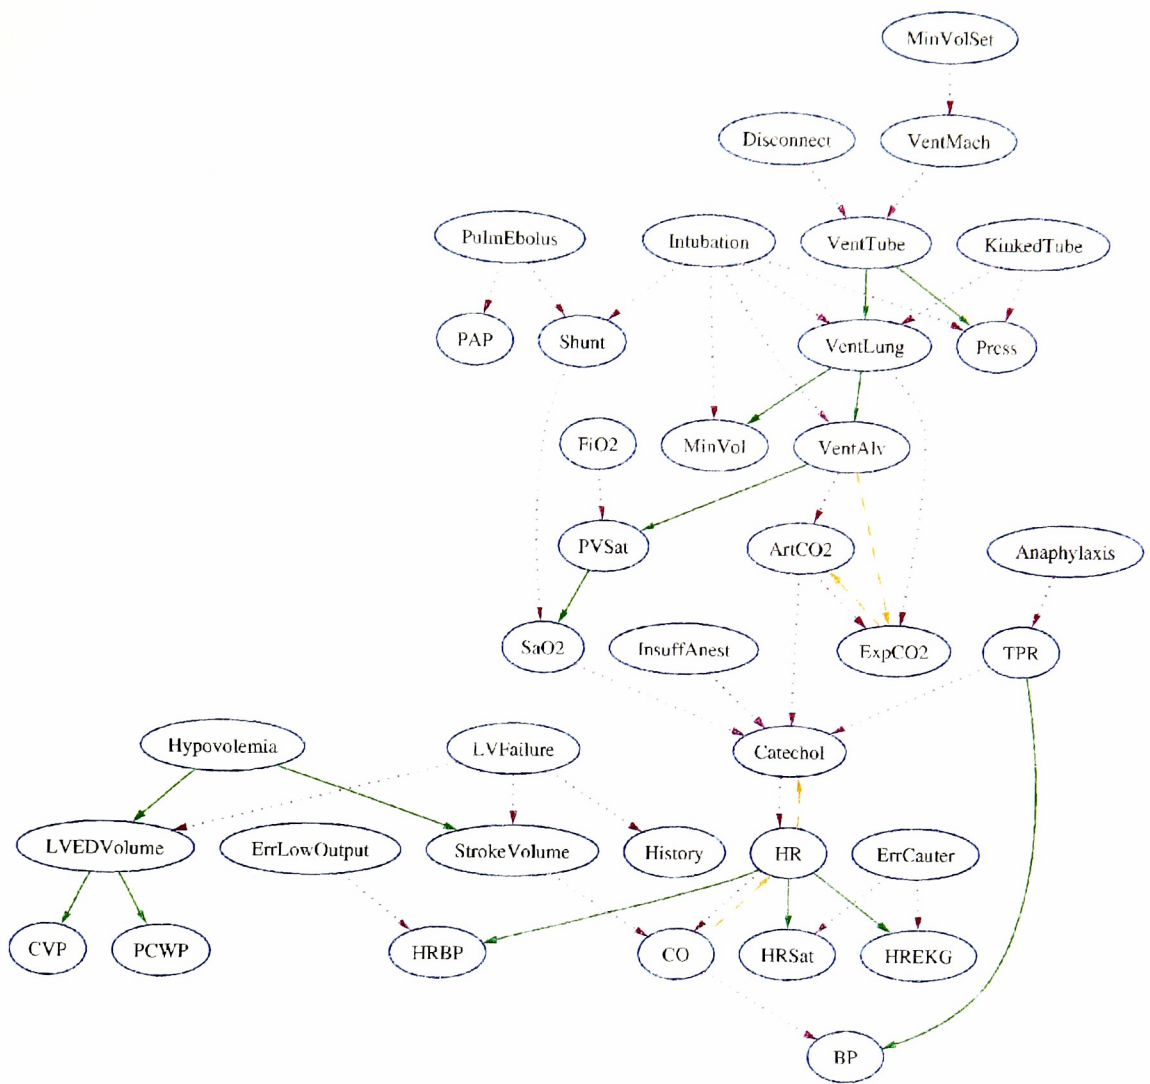 MinVolSet
Disconnect
VentMach
PulmEbolus
Intubation
VentTube
KinkedTube
PAP
Shunt
VentLung
Press
FiO2
MinVol
VentAlv
PVSat
ArtCO2
Anaphylaxis
SaO2
InsuffAnest
ExpCO2
TPR
Hypovolemia
LVFailure
Catechol
LVEDVolume
ErrLowOutput
StrokeVolume
History
HR
ErrCauter
CVP
PCWP
HRBP
CO
HRSat
HREKG
BP